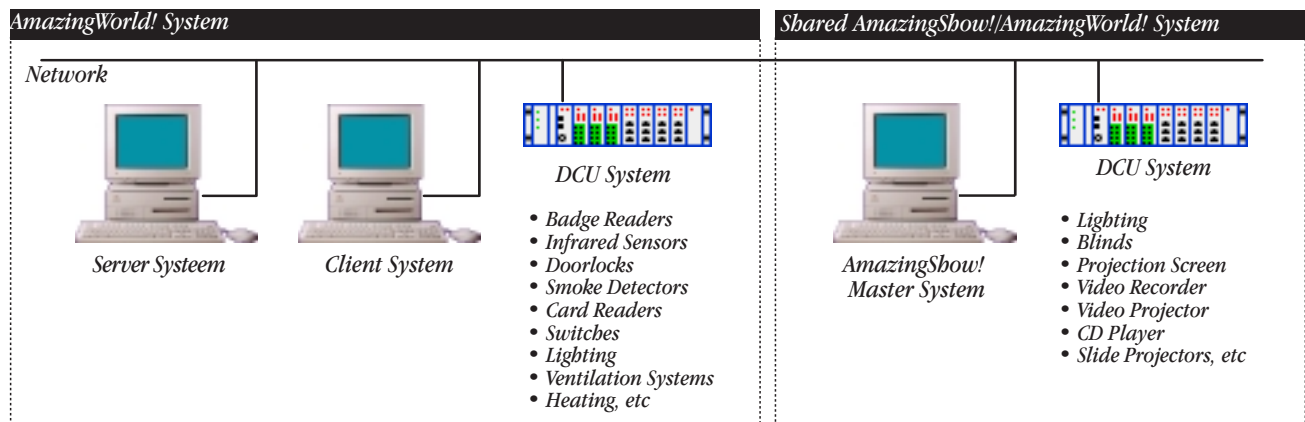 AmazingWorld! System
Shared AmazingShow!/AmazingWorld! System
Network
Server Systeem
Client System
DCU System
• Badge Readers
• Infrared Sensors
• Doorlocks
• Smoke Detectors
• Card Readers
• Switches
• Lighting
• Ventilation Systems
• Heating, etc
AmazingShow!
Master System
DCU System
• Lighting
• Blinds
• Projection Screen
• Video Recorder
• Video Projector
• CD Player
• Slide Projectors, etc